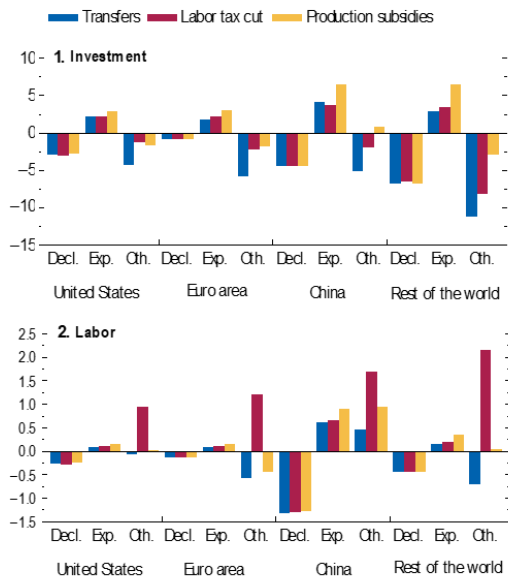 Transfers Labor tax cut Production subsidies
1. Investment
10
5
0
−5
−10
−15
Decl. Exp. Oth. Decl. Exp. Oth. Decl. Exp. Oth. Decl. Exp. Oth.
United States Euro area China Rest of the world
2. Labor
2.5
2.0
1.5
1.0
0.5
0.0
−0.5
−1.0
−1.5
Decl. Exp. Oth. Decl. Exp. Oth. Decl. Exp. Oth. Decl. Exp. Oth.
United States Euro area China Rest of the world